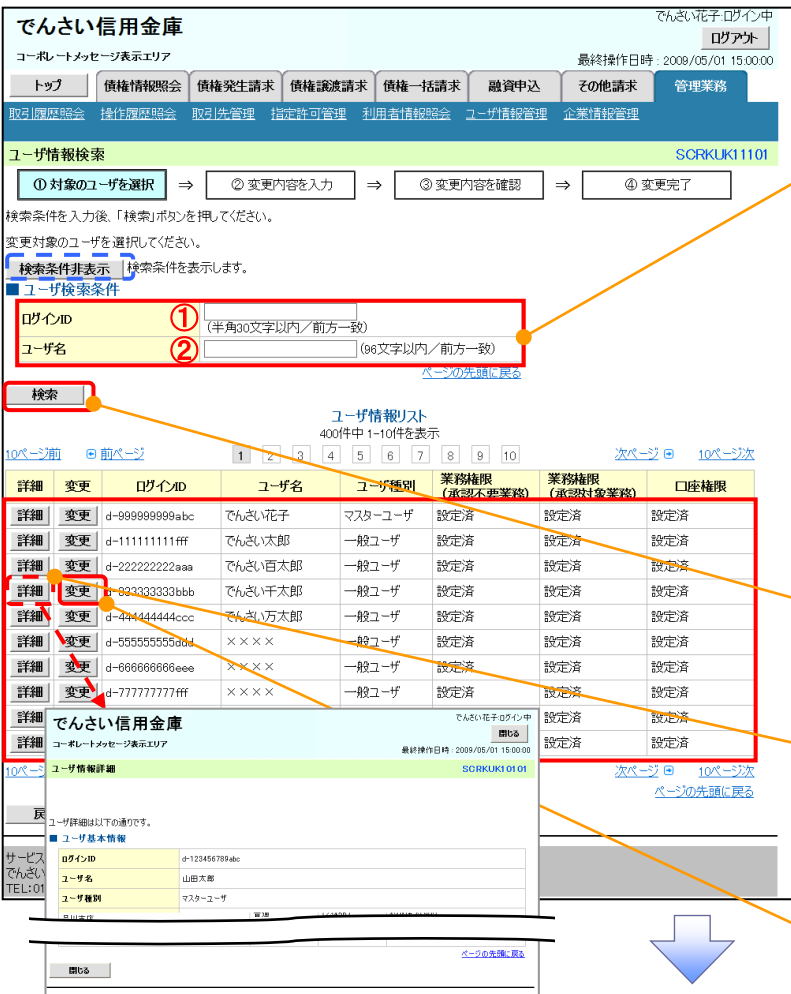 でんさい信用金庫
でんさい花子:ログイン中
ログアウト
コーポレートメッセージ表示エリア
最終操作日時 : 2009/05/01 15:00:00
トップ 債権情報照会 債権発生請求 債権譲渡請求 債権一括請求 融資申込 その他請求 管理業務
取引履歴照会 操作履歴照会 取引先管理 指定許可管理 利用者情報照会 ユーザ情報管理 企業情報管理
ユーザ情報検索 SCRKUK11101
① 対象のユーザを選択 ⇒ ② 変更内容を入力 ⇒ ③ 変更内容を確認 ⇒ ④ 変更完了
検索条件を入力後、「検索」ボタンを押してください。
変更対象のユーザを選択してください。
検索条件非表示 検索条件を表示します。
■ ユーザ検索条件
ログインID ① (半角30文字以内/前方一致)
ユーザ名 ② (96文字以内/前方一致)
ページの先頭に戻る
検索
ユーザ情報リスト
400件中 1-10件を表示
10ページ前 前ページ 1 2 3 4 5 6 7 8 9 10 次ページ 10ページ次
詳細 変更 ログインID ユーザ名 ユーザ種別 業務権限(承認不要業務) 業務権限(承認対象業務) 口座権限
詳細 変更 d-999999999abc でんさい花子 マスターユーザ 設定済 設定済 設定済
詳細 変更 d-111111111fff でんさい太郎 一般ユーザ 設定済 設定済 設定済
詳細 変更 d-222222222aaa でんさい百太郎 一般ユーザ 設定済 設定済 設定済
詳細 変更 d-333333333bbb でんさい千太郎 一般ユーザ 設定済 設定済 設定済
詳細 変更 d-444444444ccc でんさい万太郎 一般ユーザ 設定済 設定済 設定済
詳細 変更 d-555555555ddd ×××× 一般ユーザ 設定済 設定済 設定済
詳細 変更 d-666666666eee ×××× 一般ユーザ 設定済 設定済 設定済
詳細 変更 d-777777777fff ×××× 一般ユーザ 設定済 設定済 設定済
詳細 設定済 設定済
詳細 設定済 設定済
10ペー 次ページ 10ページ次
ページの先頭に戻る
戻
サービス
でんさい
TEL:01
でんさい信用金庫
でんさい花子:ログイン中
閉じる
コーポレートメッセージ表示エリア
最終操作日時 : 2009/05/01 15:00:00
ユーザ情報詳細 SCRKUK10101
ユーザ詳細は以下の通りです。
■ ユーザ基本情報
ログインID d-123456789abc
ユーザ名 山田太郎
ユーザ種別 マスターユーザ
ページの先頭に戻る
閉じる